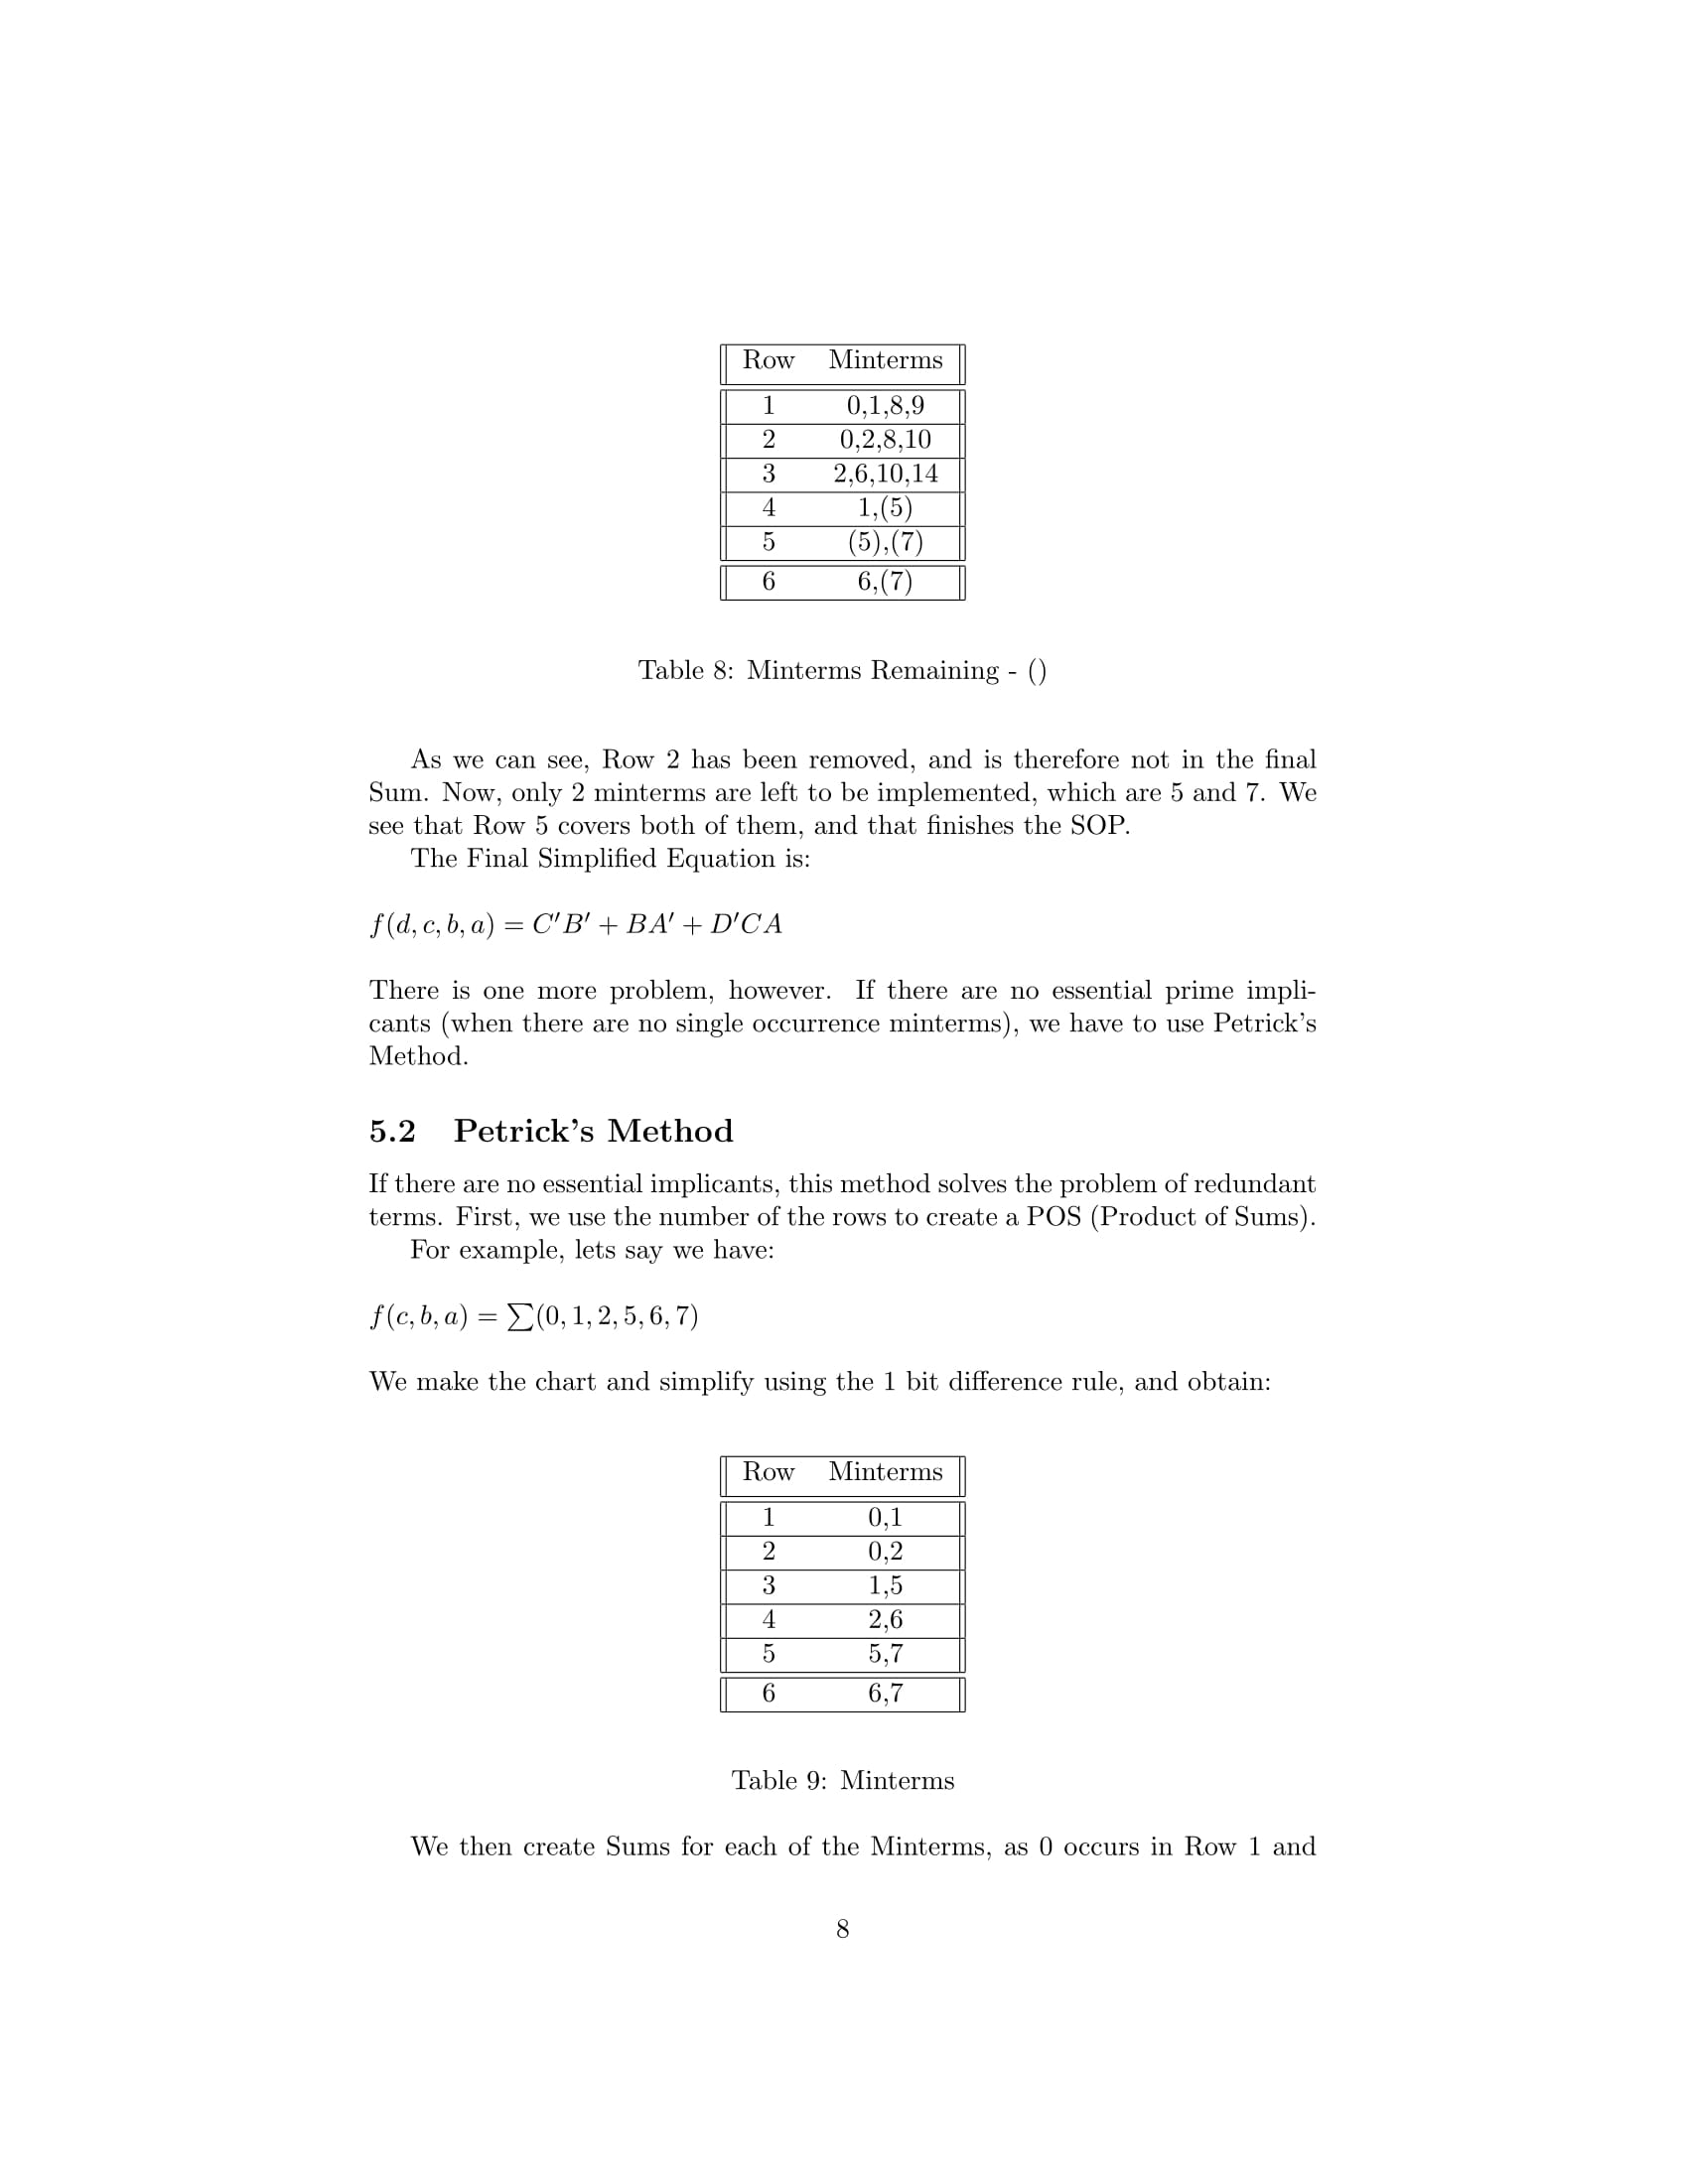 Row Minterms
1 0,1,8,9
2 0,2,8,10
3 2,6,10,14
4 1,(5)
5 (5),(7)
6 6,(7)
Table 8: Minterms Remaining - ()
As we can see, Row 2 has been removed, and is therefore not in the final
Sum. Now, only 2 minterms are left to be implemented, which are 5 and 7. We
see that Row 5 covers both of them, and that finishes the SOP.
The Final Simplified Equation is:
f(d, c, b, a) = C′B′ + BA′ + D′CA
There is one more problem, however. If there are no essential prime impli-
cants (when there are no single occurrence minterms), we have to use Petrick's
Method.
5.2 Petrick's Method
If there are no essential implicants, this method solves the problem of redundant
terms. First, we use the number of the rows to create a POS (Product of Sums).
For example, lets say we have:
f(c, b, a) = ∑(0, 1, 2, 5, 6, 7)
We make the chart and simplify using the 1 bit difference rule, and obtain:
Row Minterms
1 0,1
2 0,2
3 1,5
4 2,6
5 5,7
6 6,7
Table 9: Minterms
We then create Sums for each of the Minterms, as 0 occurs in Row 1 and
8